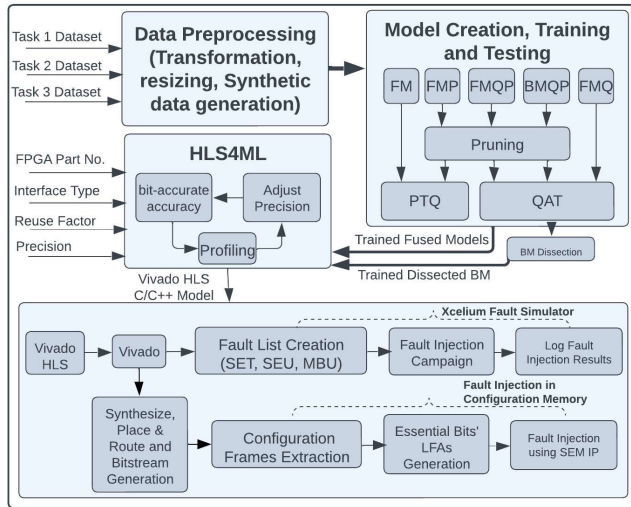 Task 1 Dataset
Task 2 Dataset
Task 3 Dataset
Data Preprocessing
(Transformation,
resizing, Synthetic
data generation)
Model Creation, Training
and Testing
FM
FMP
FMQP
BMQP
FMQ
Pruning
PTQ
QAT
BM Dissection
Trained Fused Models
Trained Dissected BM
HLS4ML
FPGA Part No.
Interface Type
Reuse Factor
Precision
bit-accurate
accuracy
Adjust
Precision
Profiling
Vivado HLS
C/C++ Model
Xcelium Fault Simulator
Vivado
HLS
Vivado
Fault List Creation
(SET, SEU, MBU)
Fault Injection
Campaign
Log Fault
Injection Results
Fault Injection in
Configuration Memory
Synthesize,
Place &
Route and
Bitstream
Generation
Configuration
Frames Extraction
Essential Bits'
LFAs
Generation
Fault Injection
using SEM IP